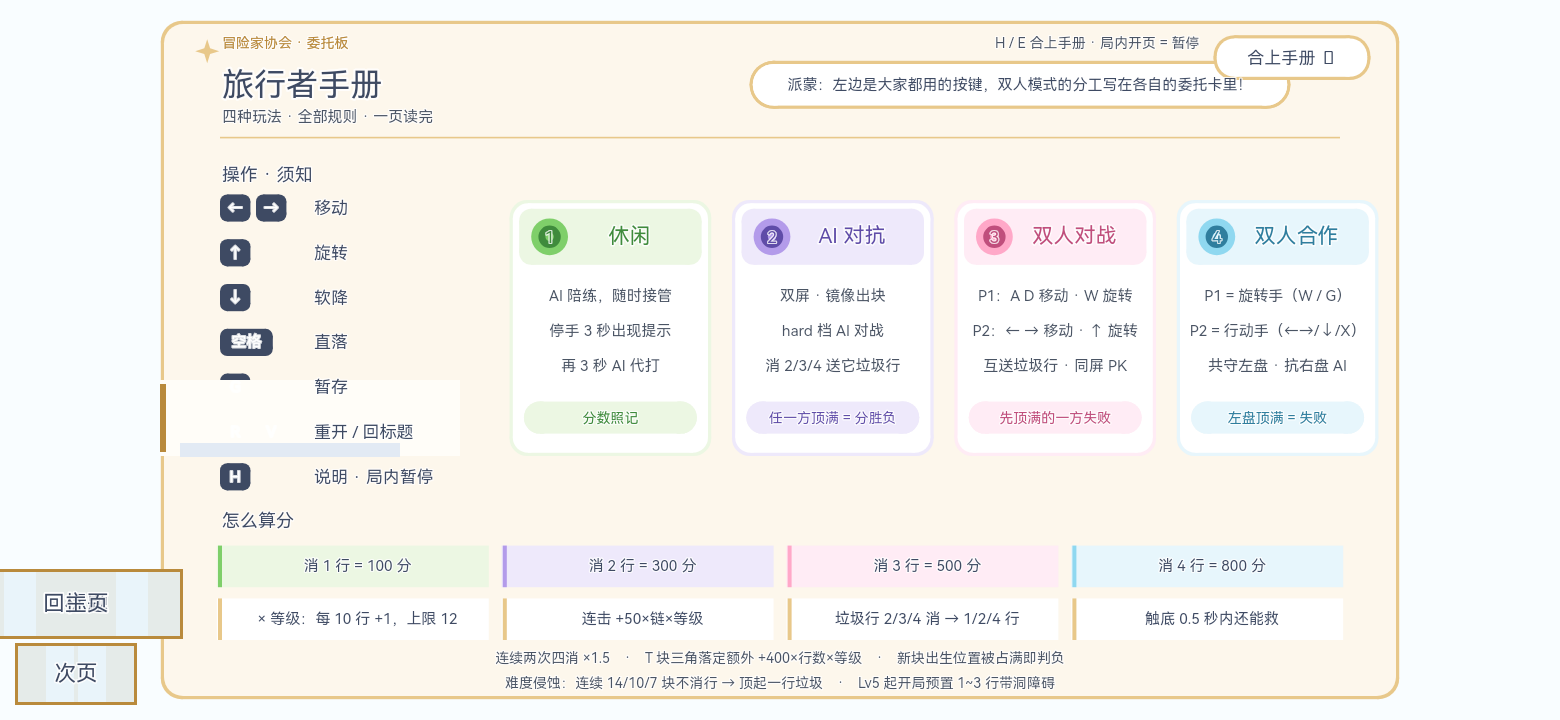 冒险家协会 · 委托板
H / E 合上手册 · 局内开页 = 暂停
合上手册
旅行者手册
派蒙：左边是大家都用的按键，双人模式的分工写在各自的委托卡里！
四种玩法 · 全部规则 · 一页读完
操作 · 须知
← → 移动
↑ 旋转
↓ 软降
空格 直落
暂存
重开 / 回标题
H 说明 · 局内暂停
1 休闲
AI 陪练，随时接管
停手 3 秒出现提示
再 3 秒 AI 代打
分数照记
2 AI 对抗
双屏 · 镜像出块
hard 档 AI 对战
消 2/3/4 送它垃圾行
任一方顶满 = 分胜负
3 双人对战
P1：A D 移动 · W 旋转
P2：← → 移动 · ↑ 旋转
互送垃圾行 · 同屏 PK
先顶满的一方失败
4 双人合作
P1 = 旋转手（W / G）
P2 = 行动手（←→/↓/X）
共守左盘 · 抗右盘 AI
左盘顶满 = 失败
怎么算分
消 1 行 = 100 分
消 2 行 = 300 分
消 3 行 = 500 分
消 4 行 = 800 分
× 等级：每 10 行 +1，上限 12
连击 +50×链×等级
垃圾行 2/3/4 消 → 1/2/4 行
触底 0.5 秒内还能救
连续两次四消 ×1.5 · T 块三角落定额外 +400×行数×等级 · 新块出生位置被占满即判负
难度侵蚀：连续 14/10/7 块不消行 → 顶起一行垃圾 · Lv5 起开局预置 1~3 行带洞障碍
次页